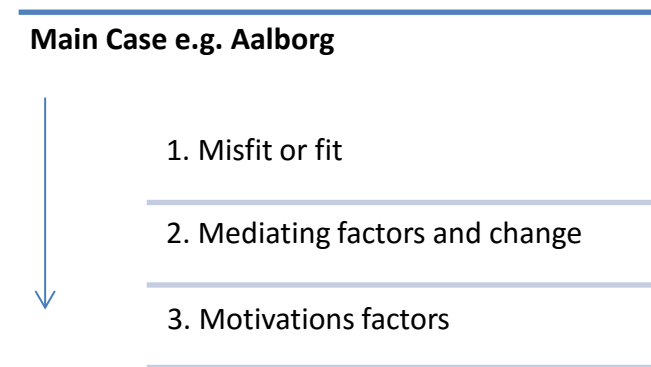 Main Case e.g. Aalborg
1. Misfit or fit
2. Mediating factors and change
3. Motivations factors